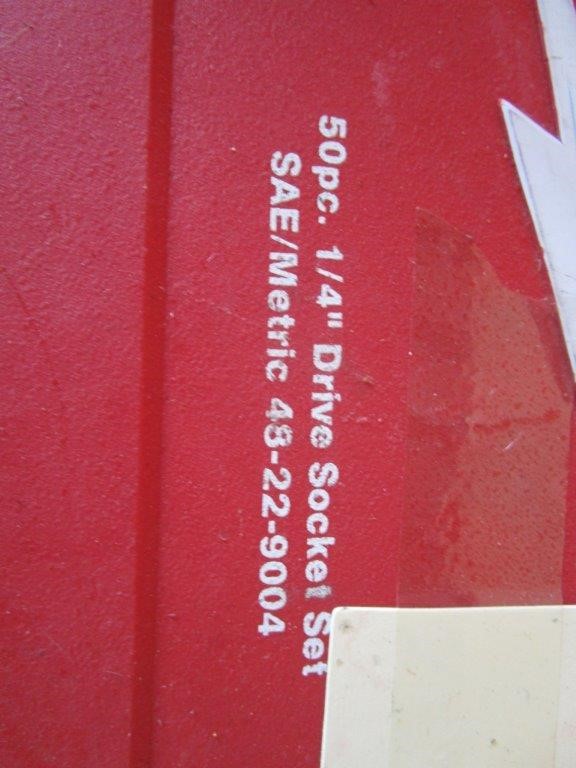 50pc. 1/4" Drive Socket Set
SAE/Metric 48-22-9004